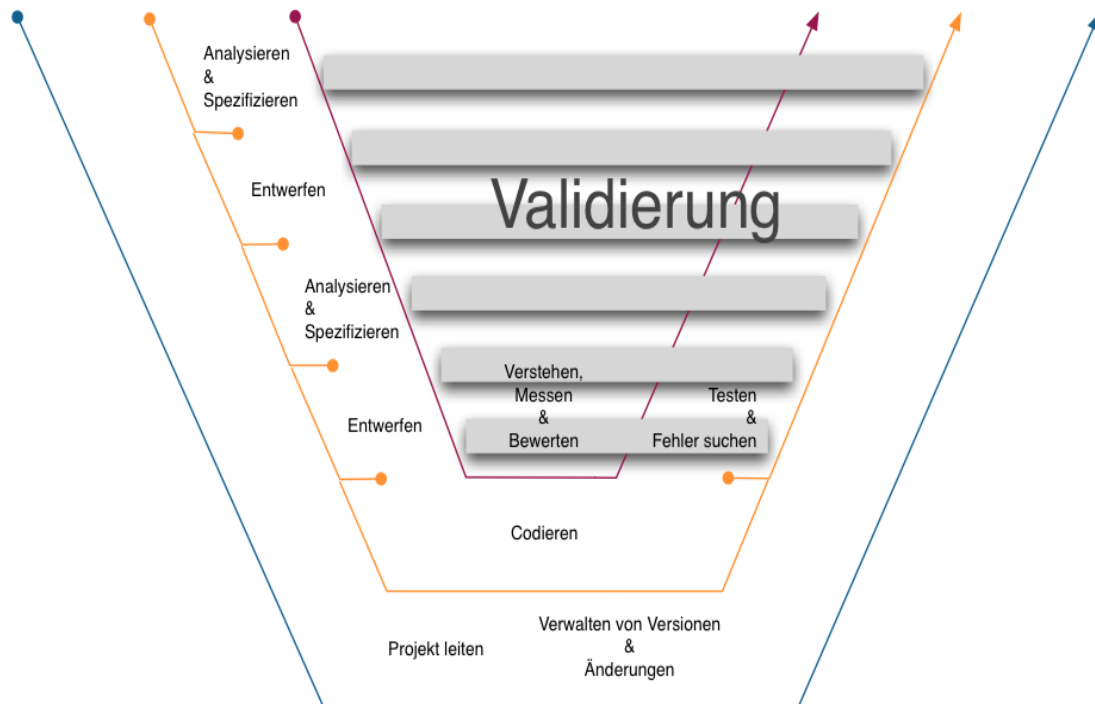 Analysieren
&
Spezifizieren
Entwerfen
Validierung
Analysieren
&
Spezifizieren
Verstehen,
Messen
&
Bewerten
Testen
&
Fehler suchen
Entwerfen
Codieren
Projekt leiten
Verwalten von Versionen
&
Änderungen